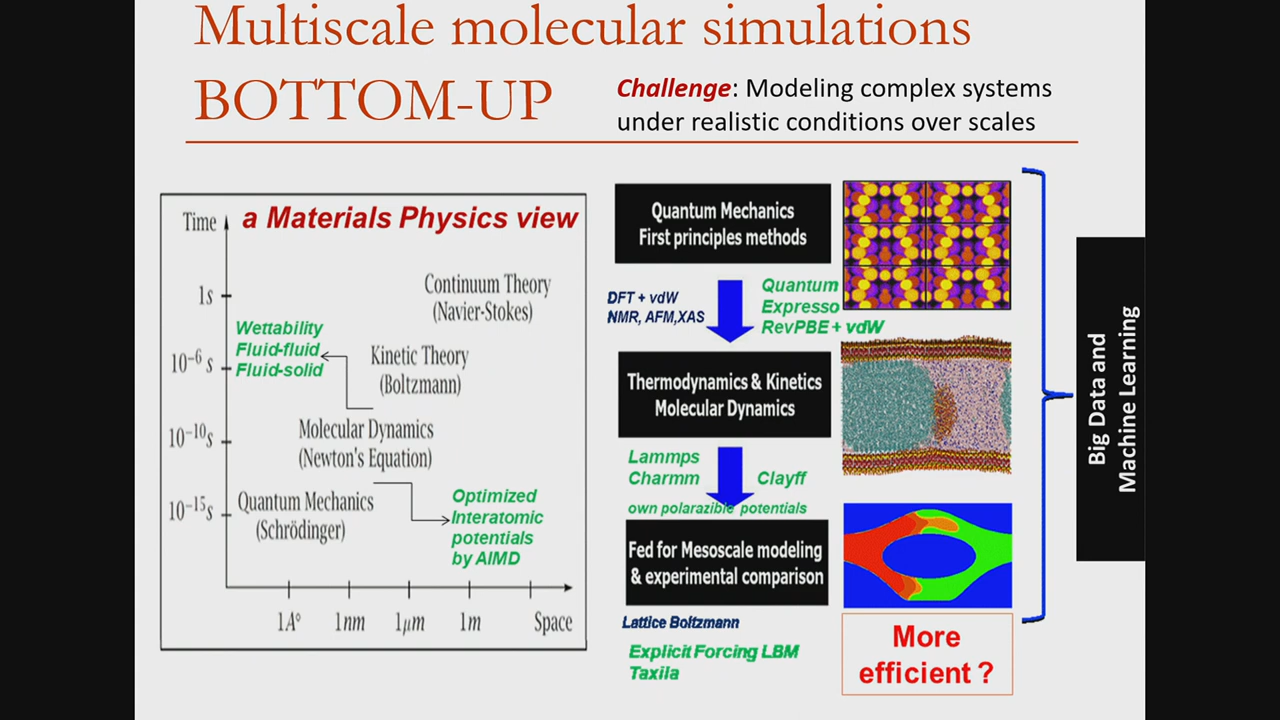 Multiscale molecular simulations
BOTTOM-UP
Challenge: Modeling complex systems
under realistic conditions over scales
a Materials Physics view
Time
1s
10⁻⁶ s
10⁻¹⁰s
10⁻¹⁵s
Continuum Theory
(Navier-Stokes)
Wettability
Fluid-fluid
Fluid-solid
Kinetic Theory
(Boltzmann)
Molecular Dynamics
(Newton's Equation)
Quantum Mechanics
(Schrödinger)
Optimized
Interatomic
potentials
by AIMD
1A°
1nm
1μm
1m
Space
Quantum Mechanics
First principles methods
DFT + vdW
NMR, AFM,XAS
Quantum
Expresso
RevPBE + vdW
Thermodynamics & Kinetics
Molecular Dynamics
Lammps
Charmm
Clayff
own polarazible potentials
Fed for Mesoscale modeling
& experimental comparison
Lattice Boltzmann
Explicit Forcing LBM
Taxila
More
efficient ?
Big Data and
Machine Learning